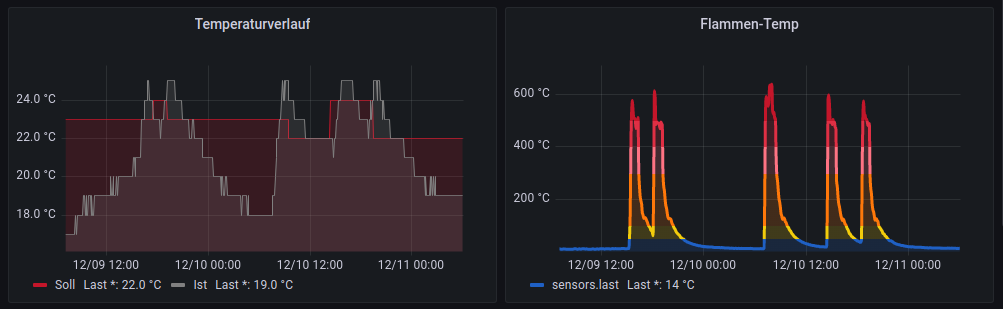 Temperaturverlauf
24.0 °C
22.0 °C
20.0 °C
18.0 °C
12/09 12:00 12/10 00:00 12/10 12:00 12/11 00:00
Soll Last *: 22.0 °C Ist Last *: 19.0 °C
Flammen-Temp
600 °C
400 °C
200 °C
12/09 12:00 12/10 00:00 12/10 12:00 12/11 00:00
sensors.last Last *: 14 °C